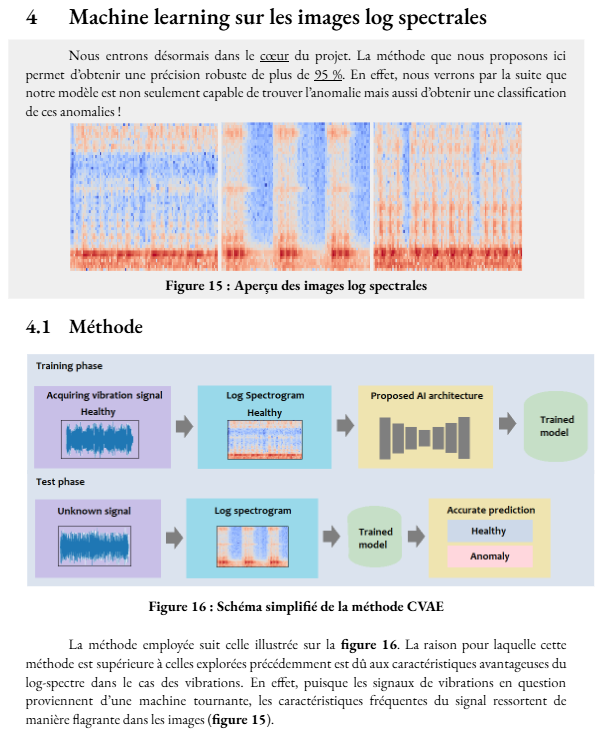 4 Machine learning sur les images log spectrales
Nous entrons désormais dans le cœur du projet. La méthode que nous proposons ici
permet d'obtenir une précision robuste de plus de 95 %. En effet, nous verrons par la suite que
notre modèle est non seulement capable de trouver l'anomalie mais aussi d'obtenir une classification
de ces anomalies !
Figure 15 : Aperçu des images log spectrales
4.1 Méthode
Training phase
Acquiring vibration signal
Healthy
Log Spectrogram
Healthy
Proposed AI architecture
Trained
model
Test phase
Unknown signal
Log spectrogram
Trained
model
Accurate prediction
Healthy
Anomaly
Figure 16 : Schéma simplifié de la méthode CVAE
La méthode employée suit celle illustrée sur la figure 16. La raison pour laquelle cette
méthode est supérieure à celles explorées précédemment est dû aux caractéristiques avantageuses du
log-spectre dans le cas des vibrations. En effet, puisque les signaux de vibrations en question
proviennent d'une machine tournante, les caractéristiques fréquentes du signal ressortent de
manière flagrante dans les images (figure 15).